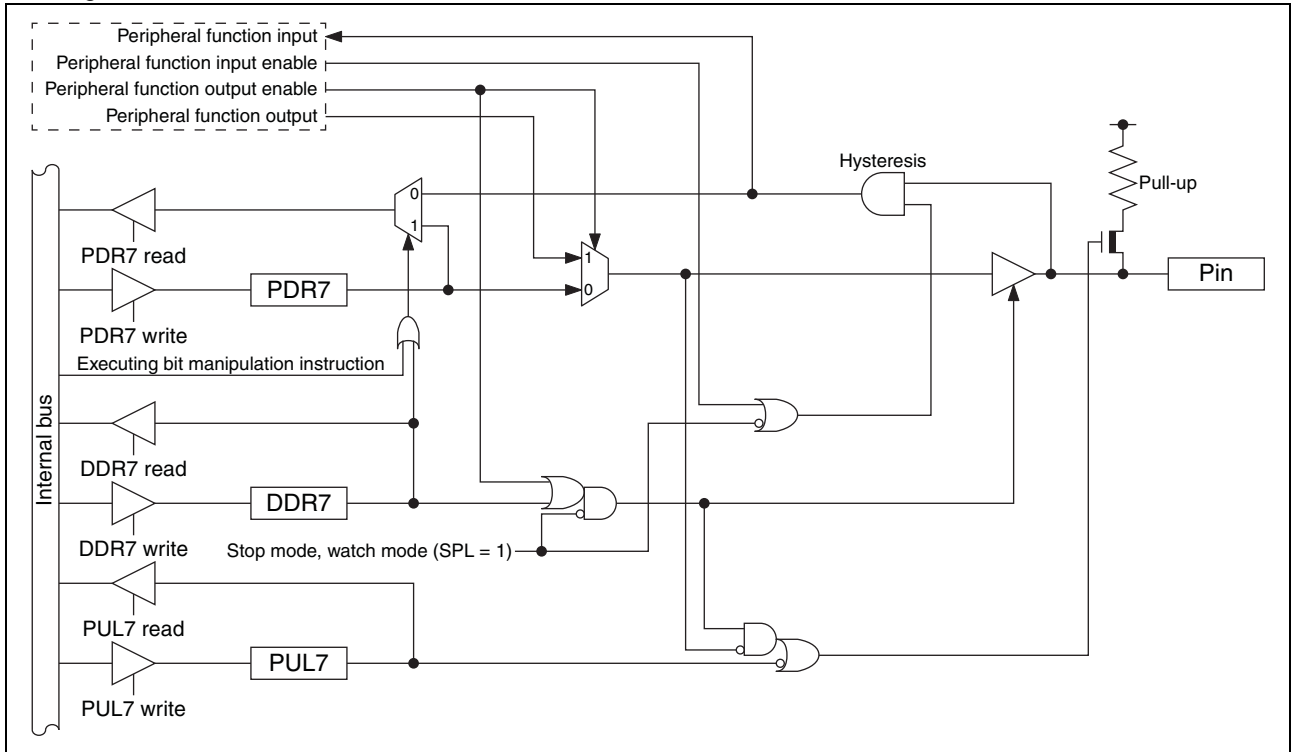 Peripheral function input
Peripheral function input enable
Peripheral function output enable
Peripheral function output
Hysteresis
Pull-up
0
1
PDR7 read
1
0
Pin
PDR7
PDR7 write
Executing bit manipulation instruction
Internal bus
DDR7 read
DDR7
DDR7 write
Stop mode, watch mode (SPL = 1)
PUL7 read
PUL7
PUL7 write